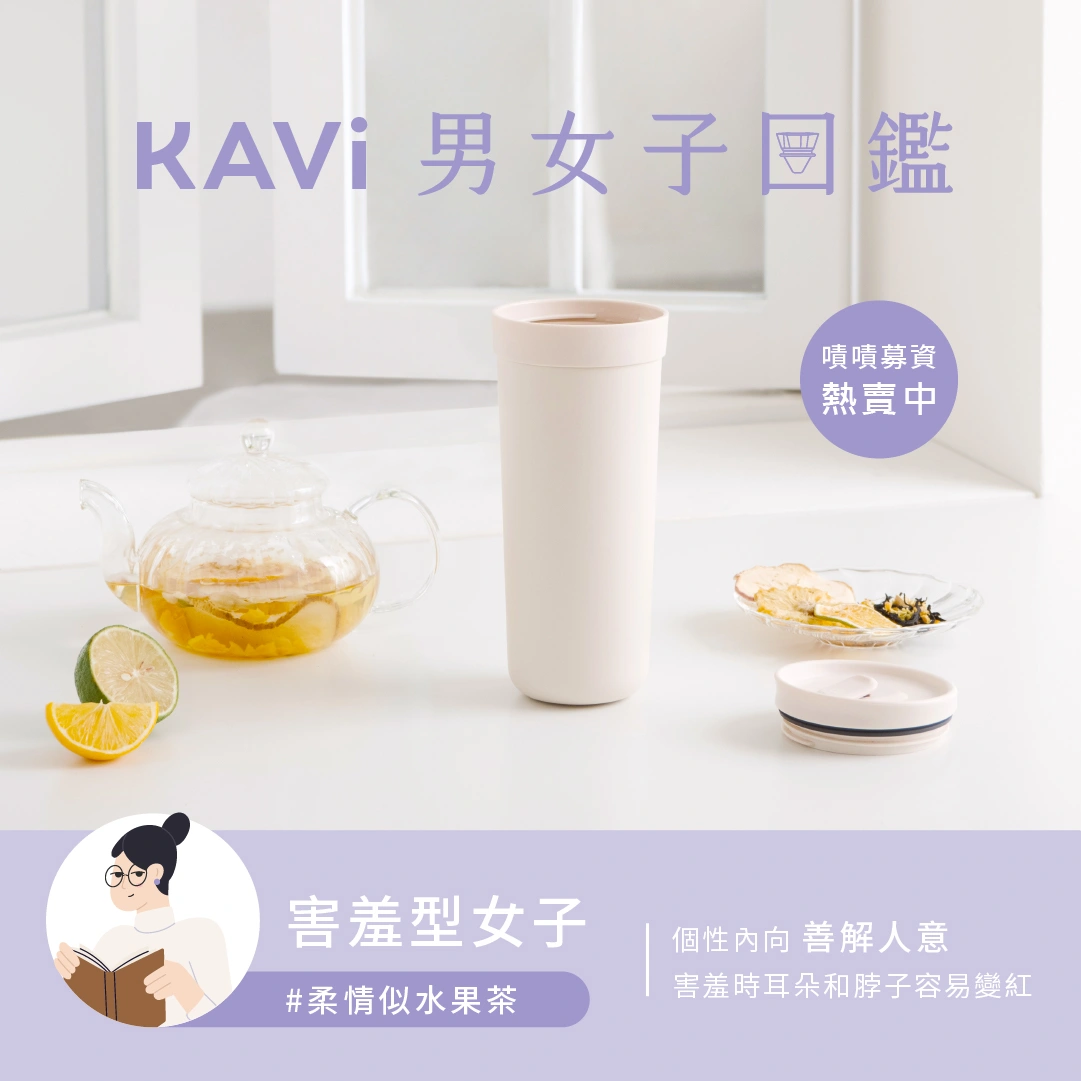 KAVi 男女子圖鑑
嘖嘖募資
熱賣中
害羞型女子
#柔情似水果茶
個性內向 善解人意
害羞時耳朵和脖子容易變紅